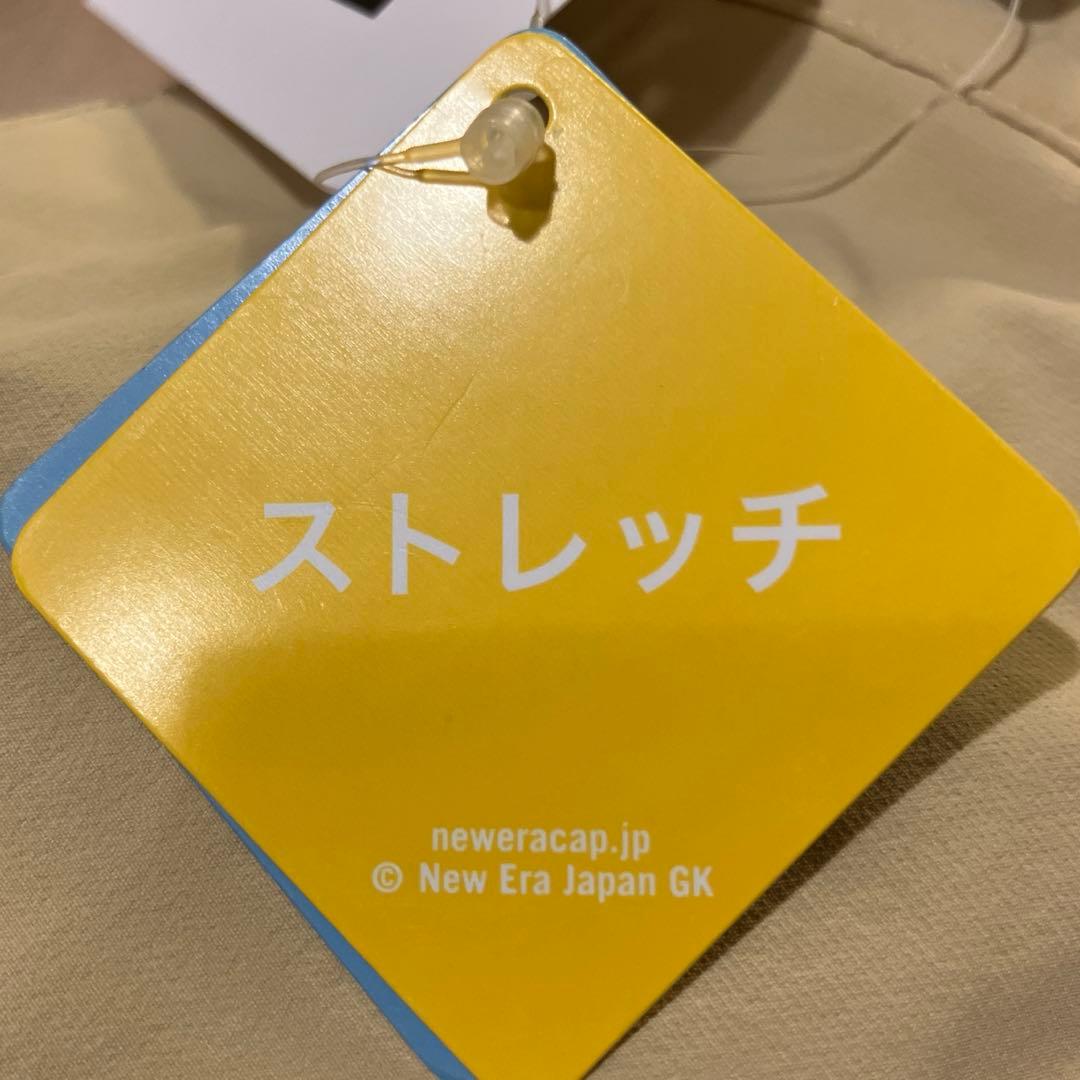 ストレッチ
neweracap.jp
© New Era Japan GK